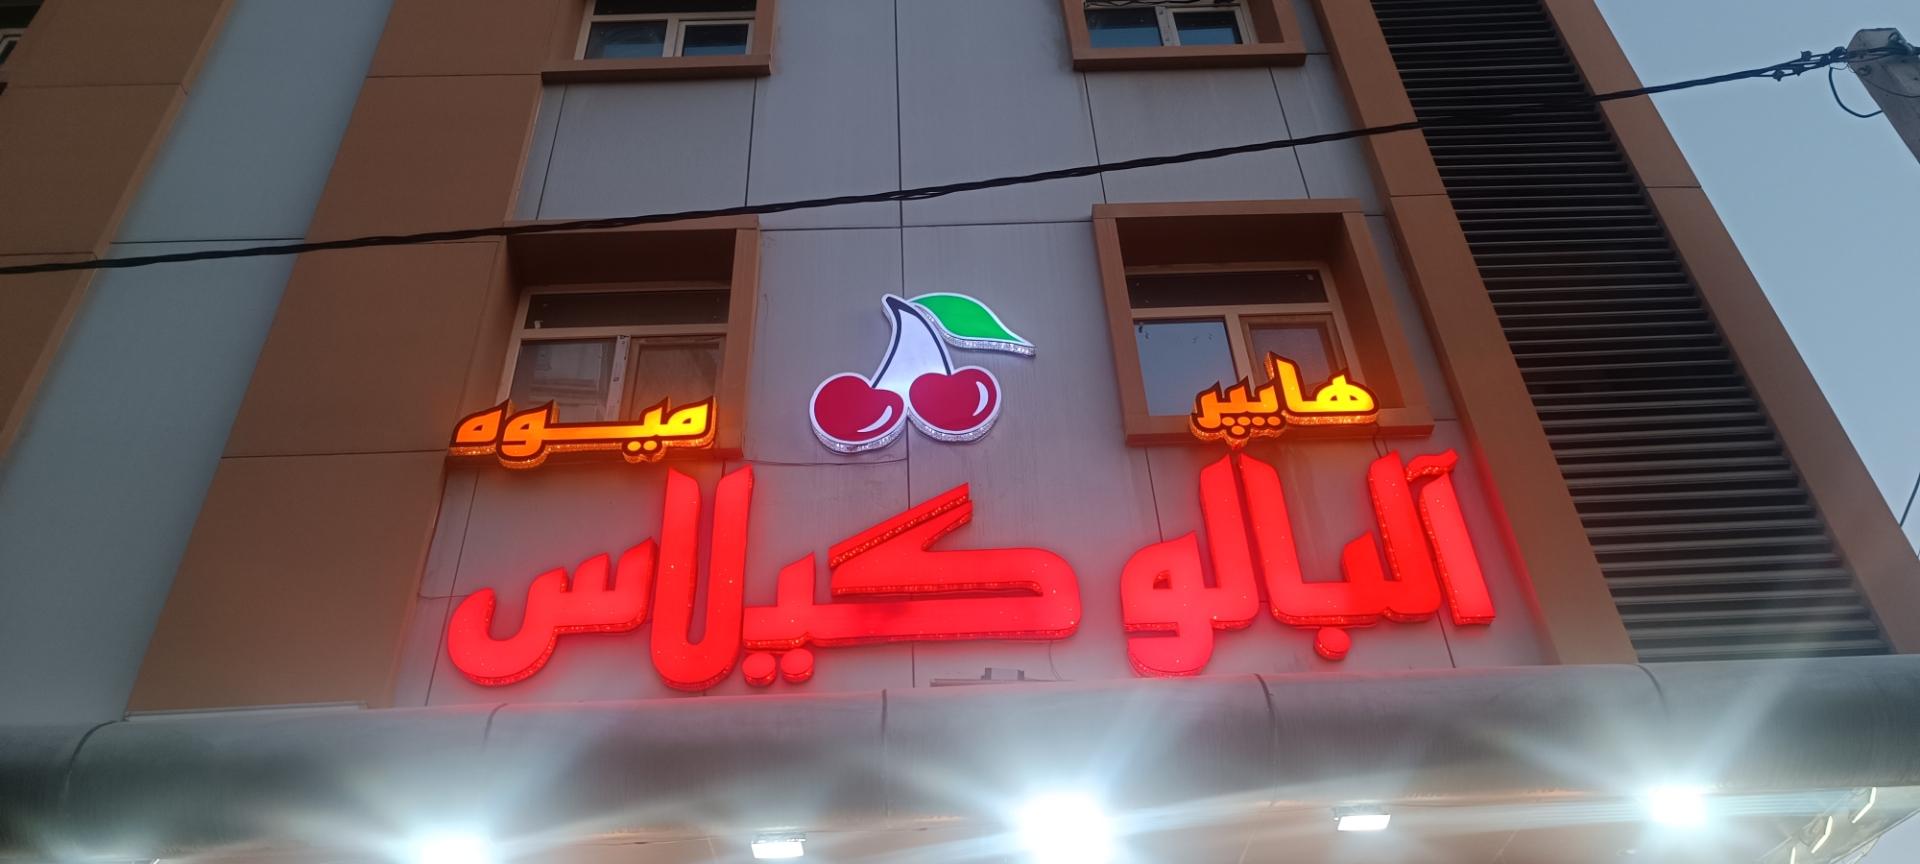 هایپر میوه
آلبالو گیلاس